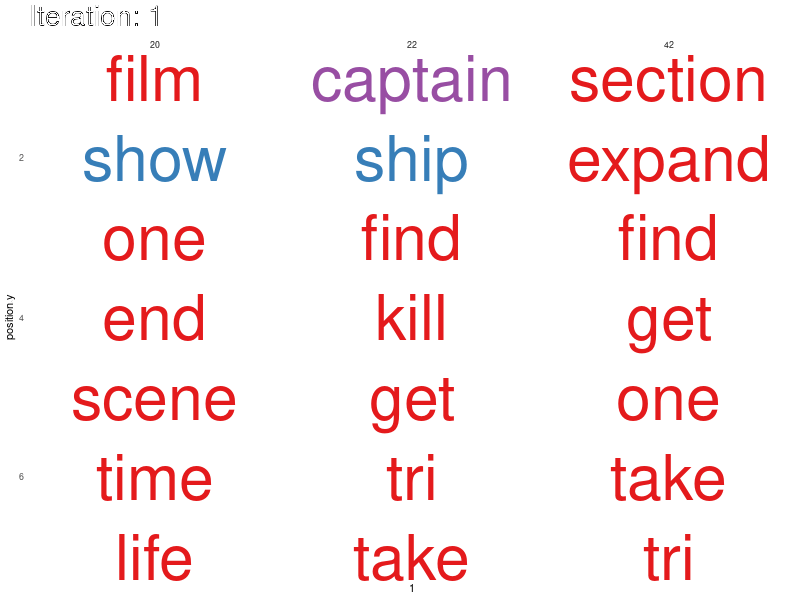 Iteration: 1
20 22 42
film captain section
2 show ship expand
one find find
position y
4 end kill get
scene get one
6 time tri take
life take tri
1